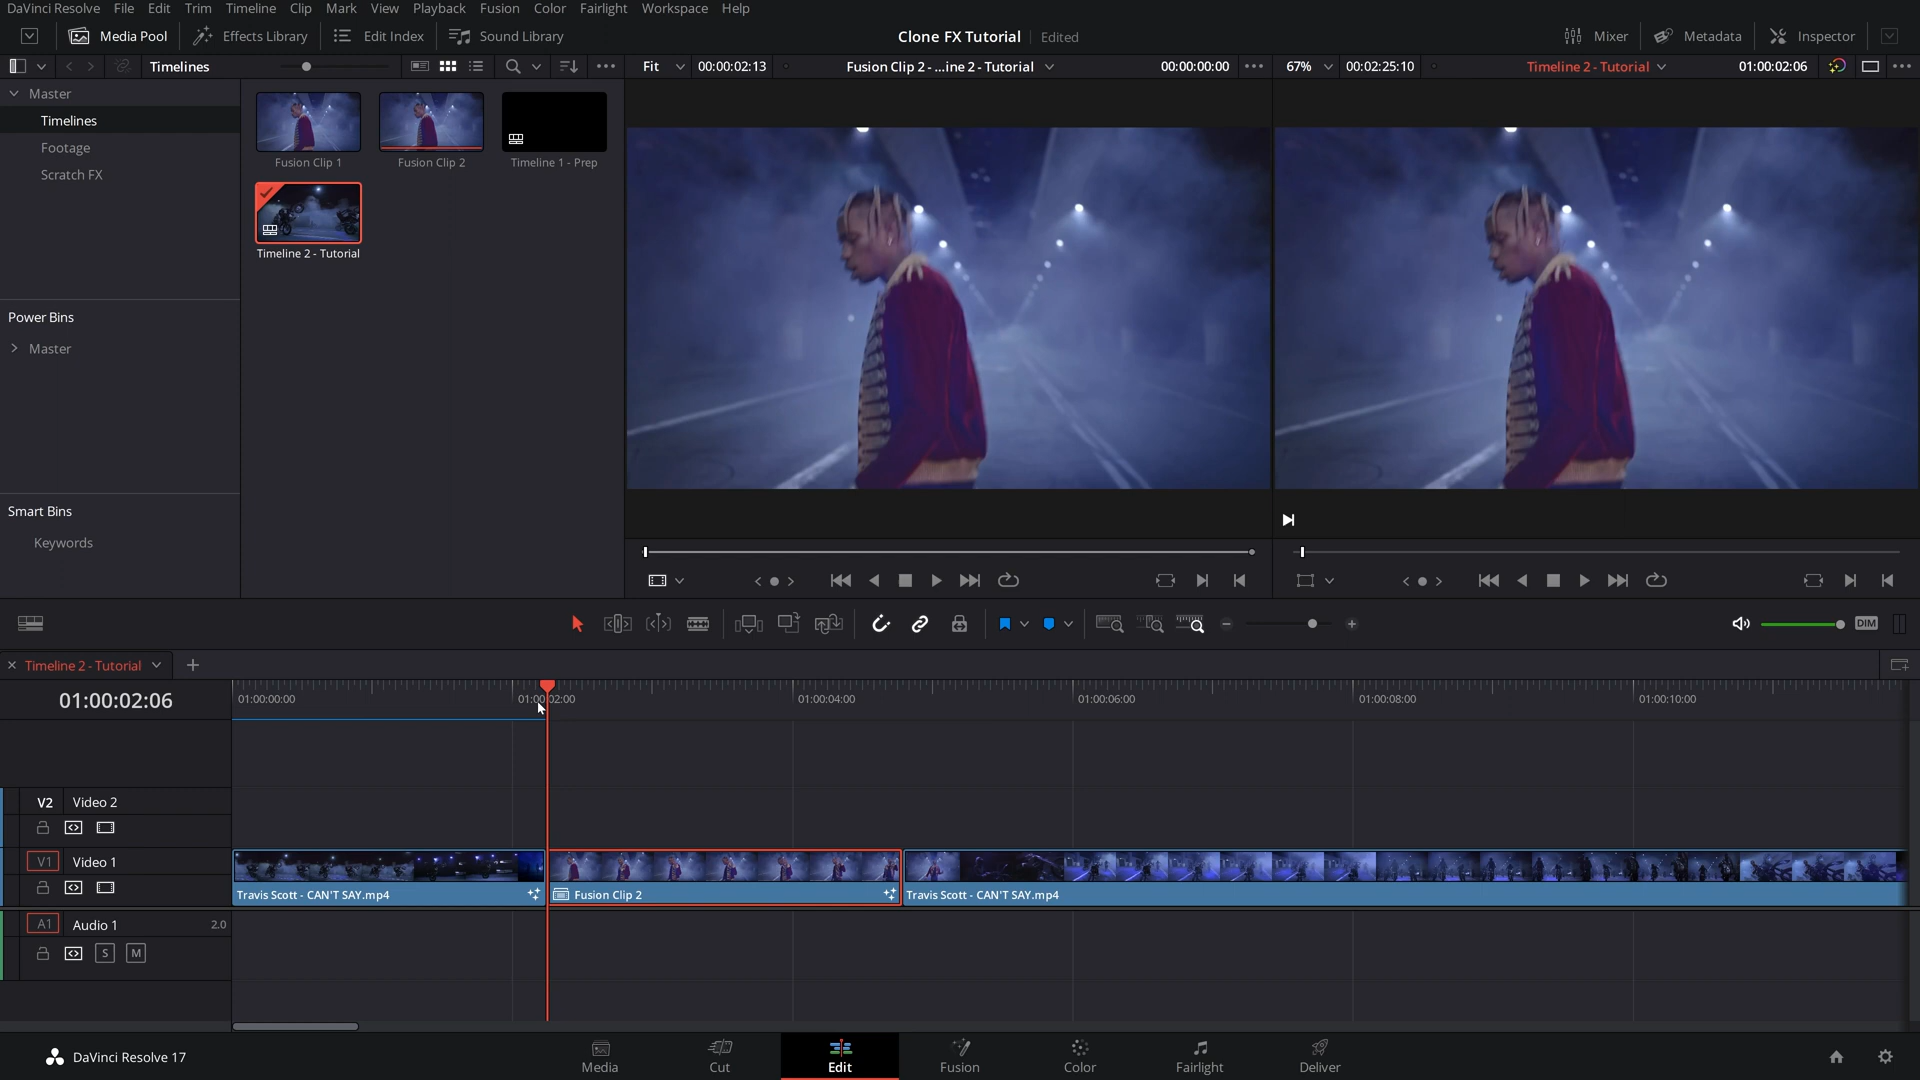 DaVinci Resolve File Edit Trim Timeline Clip Mark View Playback Fusion Color Fairlight Workspace Help
Media Pool Effects Library Edit Index Sound Library Clone FX Tutorial Edited Mixer Metadata Inspector
Timelines Fit 00:00:02:13 Fusion Clip 2 - ...ine 2 - Tutorial 00:00:00:00 67% 00:02:25:10 Timeline 2 - Tutorial 01:00:02:06
Master
Timelines
Footage
Scratch FX
Power Bins
Master
Smart Bins
Keywords
Fusion Clip 1 Fusion Clip 2 Timeline 1 - Prep
Timeline 2 - Tutorial
DIM
Timeline 2 - Tutorial
01:00:02:06 01:00:00:00 01:00:02:00 01:00:04:00 01:00:06:00 01:00:08:00 01:00:10:00
V2 Video 2
V1 Video 1
Travis Scott - CAN'T SAY.mp4 Fusion Clip 2 Travis Scott - CAN'T SAY.mp4
A1 Audio 1 2.0
S M
DaVinci Resolve 17 Media Cut Edit Fusion Color Fairlight Deliver